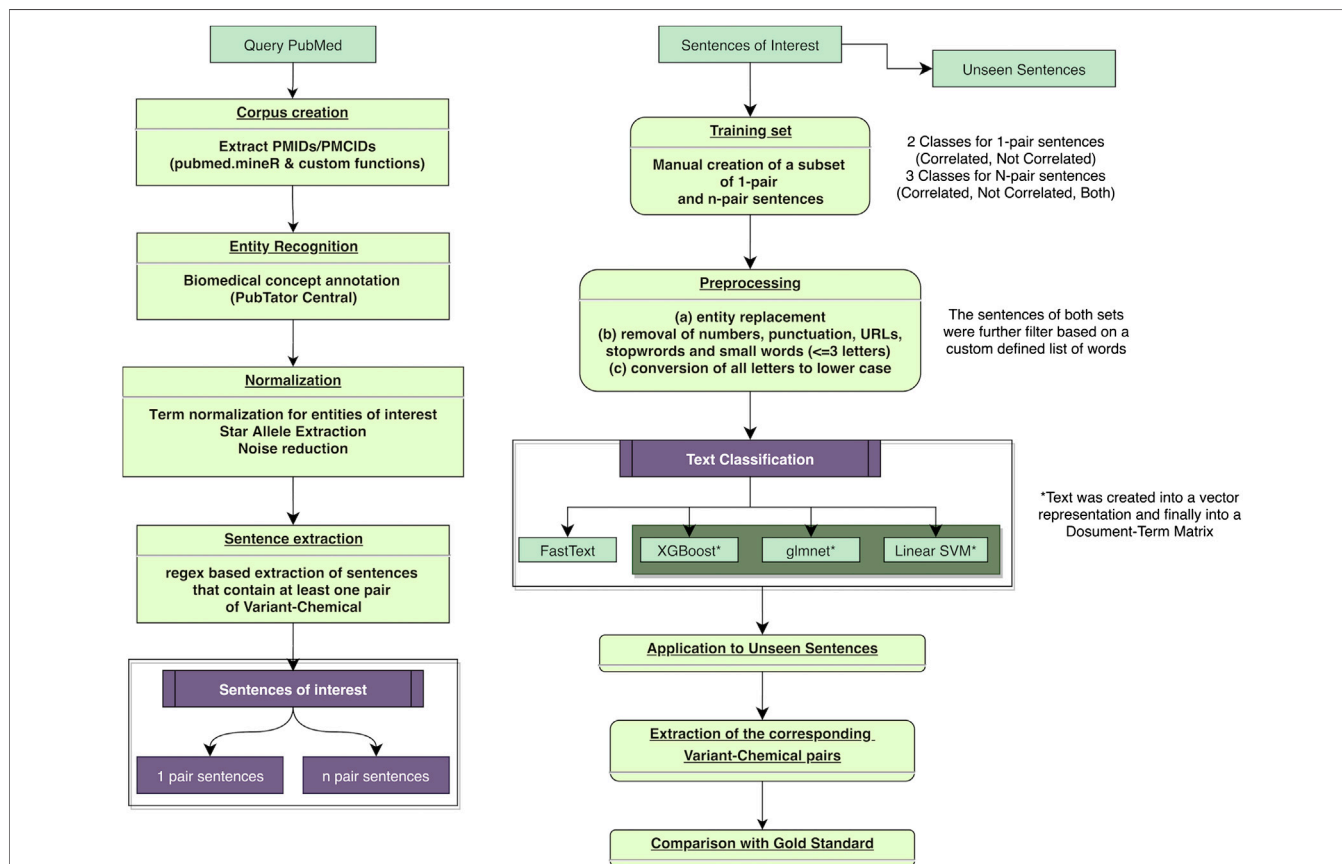 Query PubMed
Corpus creation
Extract PMIDs/PMCIDs
(pubmed.mineR & custom functions)
Entity Recognition
Biomedical concept annotation
(PubTator Central)
Normalization
Term normalization for entities of interest
Star Allele Extraction
Noise reduction
Sentence extraction
regex based extraction of sentences
that contain at least one pair
of Variant-Chemical
Sentences of interest
1 pair sentences
n pair sentences
Sentences of Interest
Unseen Sentences
Training set
Manual creation of a subset
of 1-pair
and n-pair sentences
2 Classes for 1-pair sentences
(Correlated, Not Correlated)
3 Classes for N-pair sentences
(Correlated, Not Correlated, Both)
Preprocessing
(a) entity replacement
(b) removal of numbers, punctuation, URLs,
stopwrords and small words (<=3 letters)
(c) conversion of all letters to lower case
The sentences of both sets
were further filter based on a
custom defined list of words
Text Classification
FastText
XGBoost*
glmnet*
Linear SVM*
*Text was created into a vector
representation and finally into a
Dosument-Term Matrix
Application to Unseen Sentences
Extraction of the corresponding
Variant-Chemical pairs
Comparison with Gold Standard